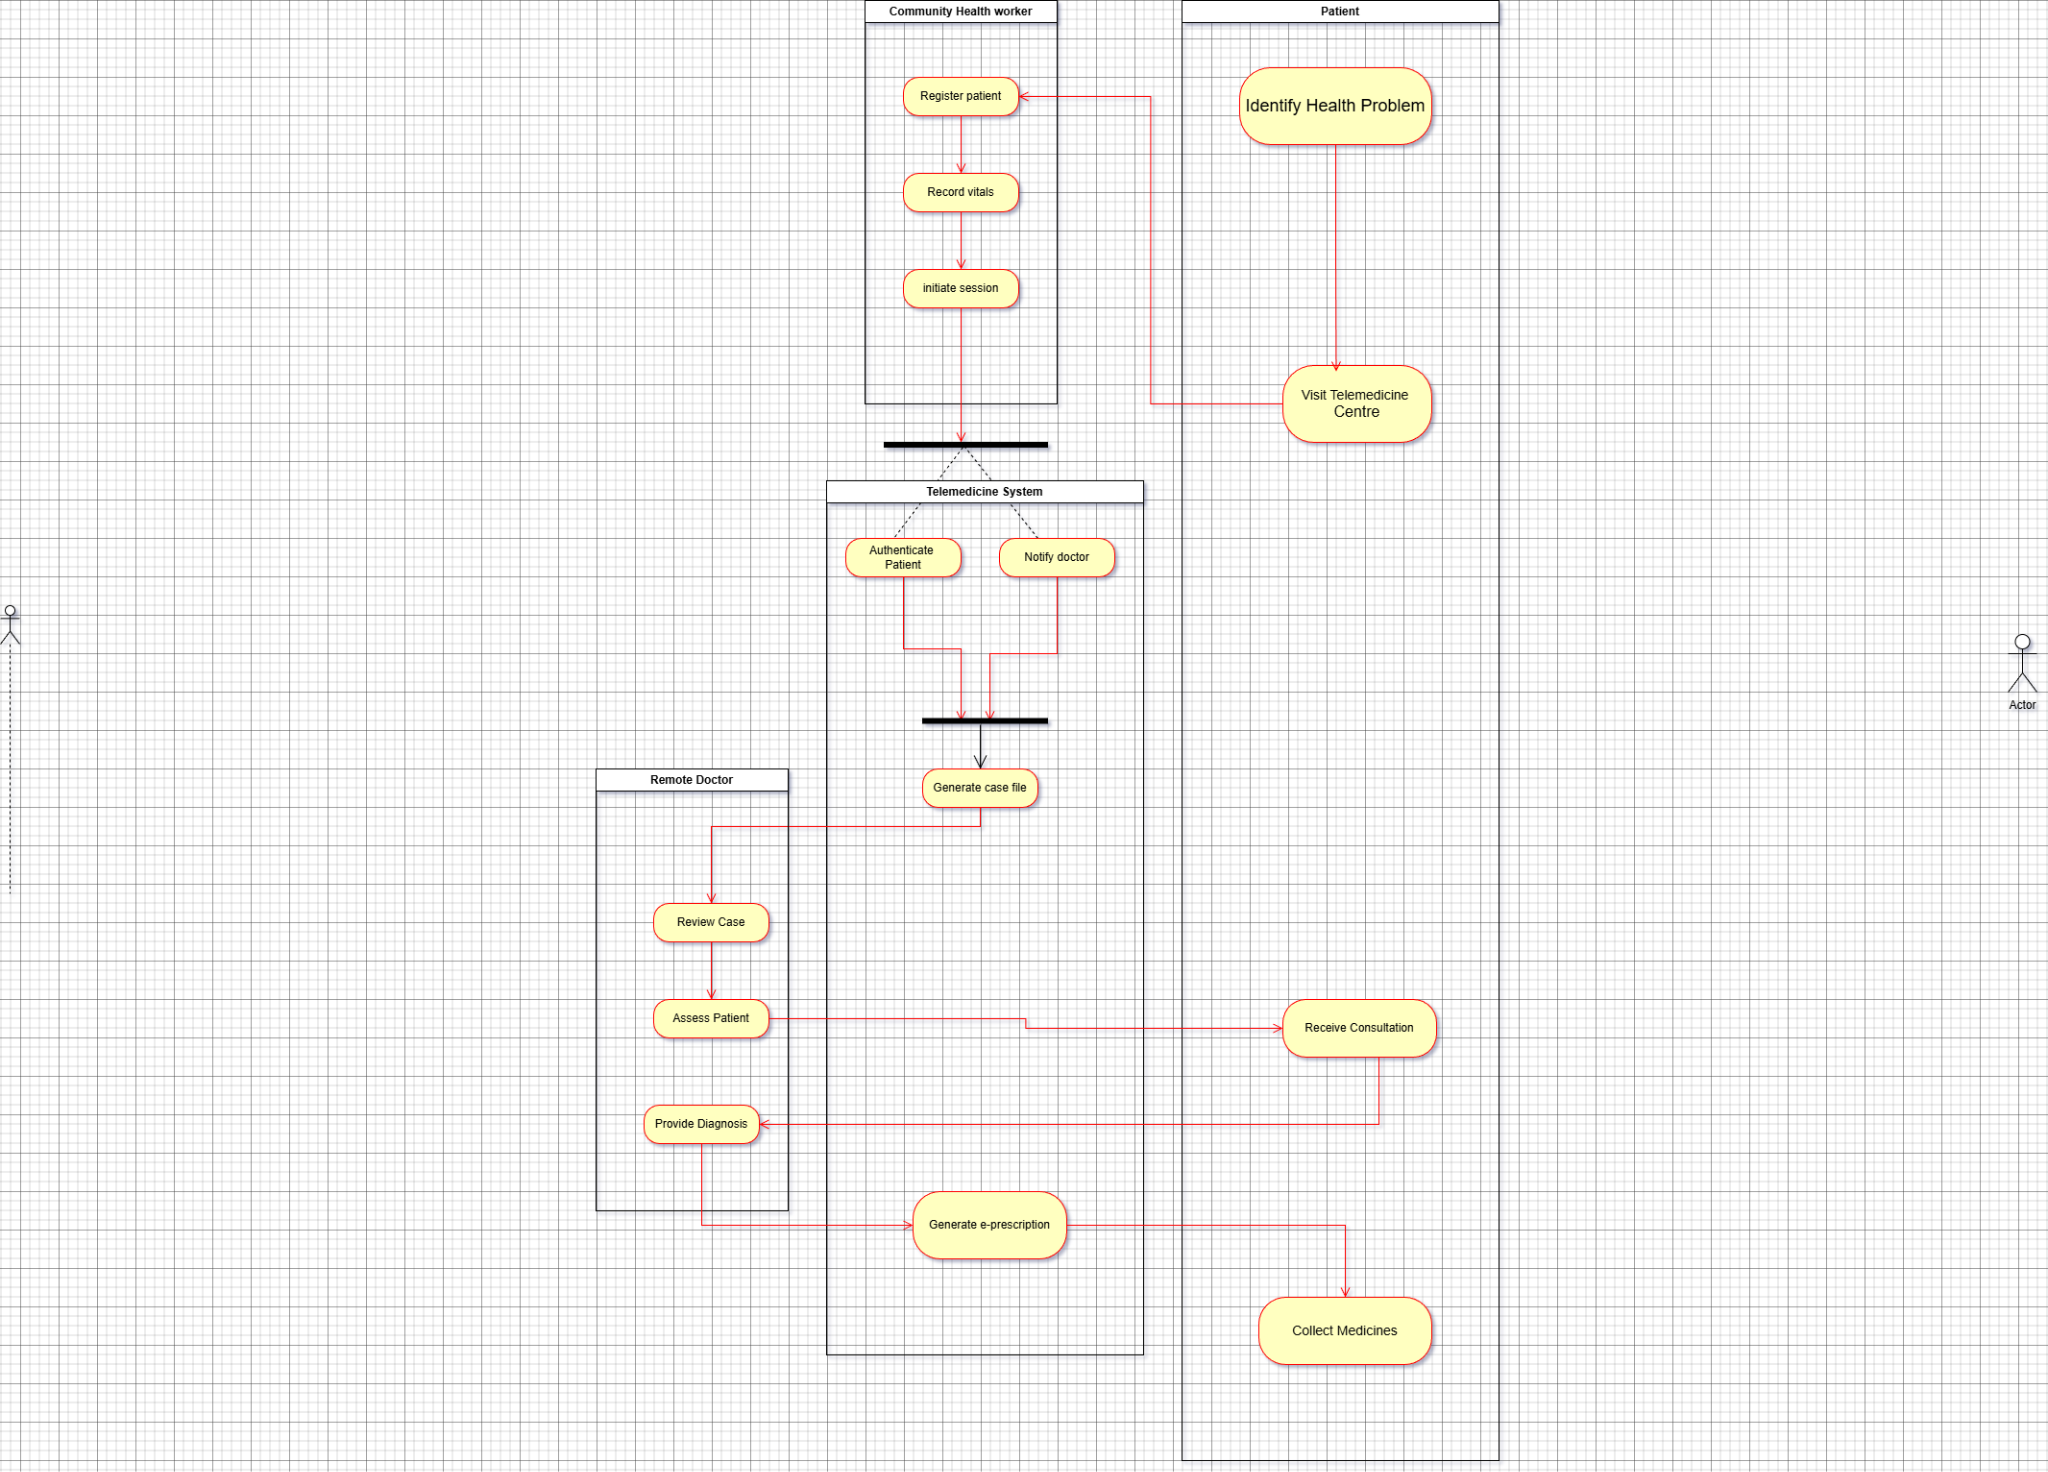 Community Health worker
Patient
Register patient
Identify Health Problem
Record vitals
initiate session
Visit Telemedicine
Centre
Telemedicine System
Authenticate
Patient
Notify doctor
Actor
Remote Doctor
Generate case file
Review Case
Assess Patient
Receive Consultation
Provide Diagnosis
Generate e-prescription
Collect Medicines